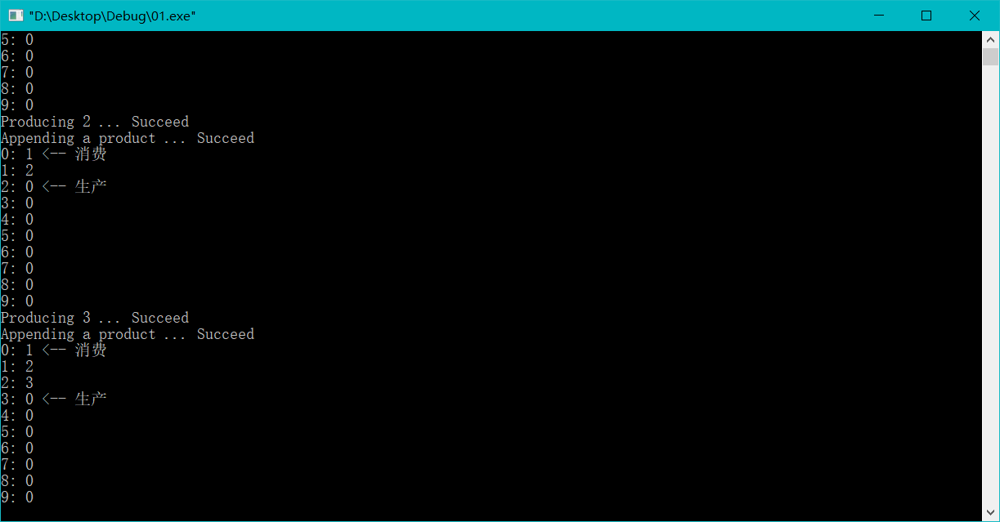 "D:\Desktop\Debug\01.exe"
5: 0
6: 0
7: 0
8: 0
9: 0
Producing 2 ... Succeed
Appending a product ... Succeed
0: 1 <-- 消费
1: 2
2: 0 <-- 生产
3: 0
4: 0
5: 0
6: 0
7: 0
8: 0
9: 0
Producing 3 ... Succeed
Appending a product ... Succeed
0: 1 <-- 消费
1: 2
2: 3
3: 0 <-- 生产
4: 0
5: 0
6: 0
7: 0
8: 0
9: 0